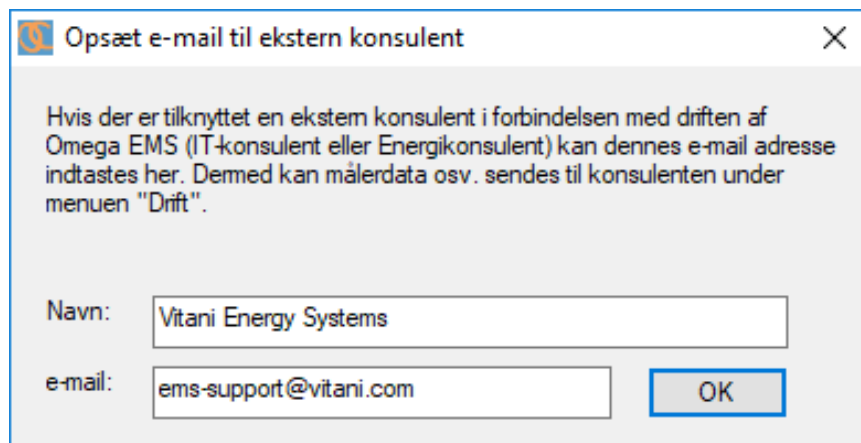 Opsæt e-mail til ekstern konsulent
Hvis der er tilknyttet en ekstern konsulent i forbindelsen med driften af
Omega EMS (IT-konsulent eller Energikonsulent) kan dennes e-mail adresse
indtastes her. Dermed kan målerdata osv. sendes til konsulenten under
menuen "Drift".
Navn:
Vitani Energy Systems
e-mail:
ems-support@vitani.com
OK